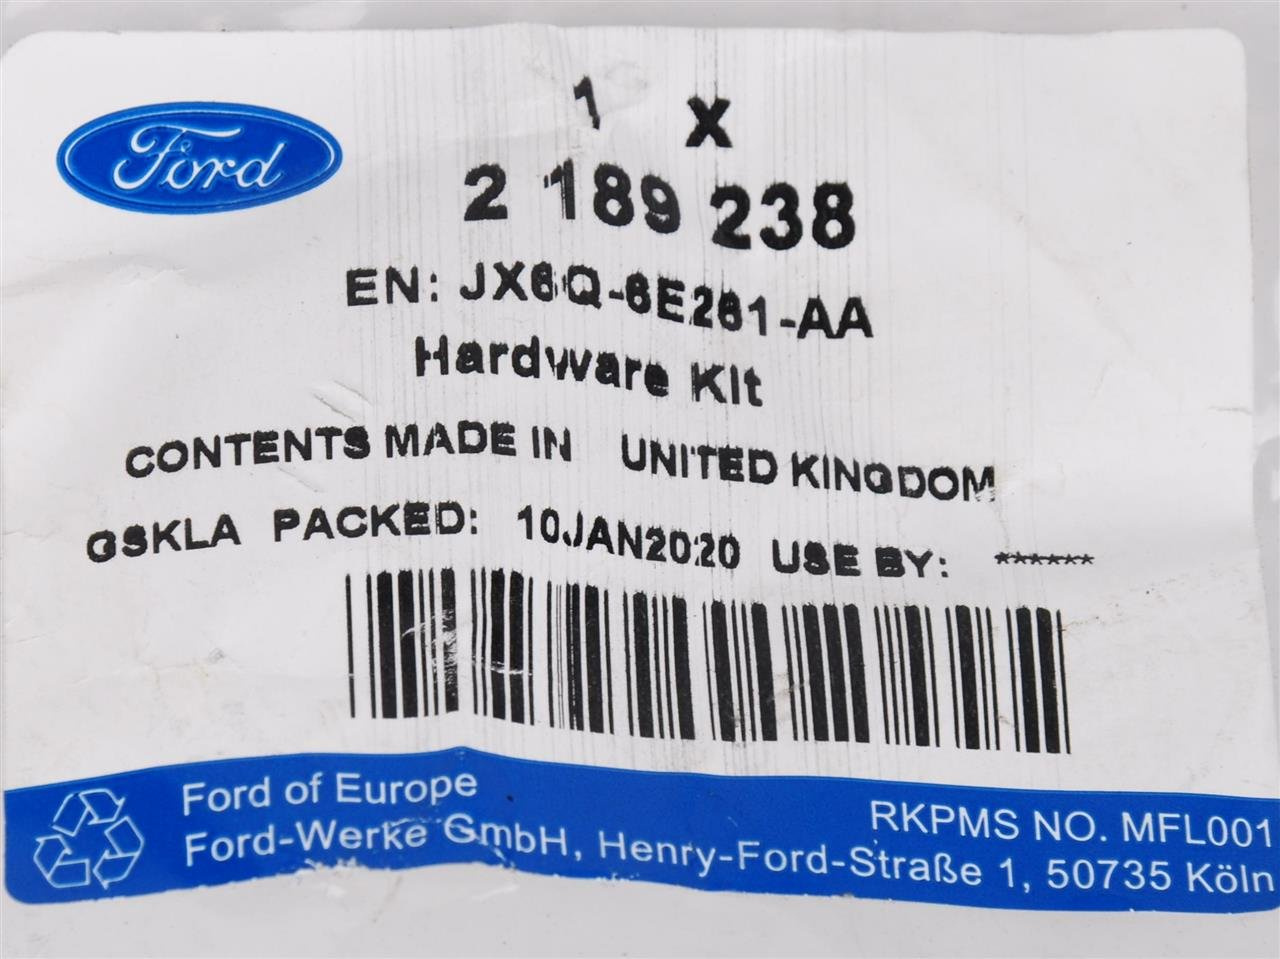 Ford
1 X
2 189 238
EN: JX6Q-6E261-AA
Hardware Kit
CONTENTS MADE IN UNITED KINGDOM
GSKLA PACKED: 10JAN2020 USE BY: ******
Ford of Europe
RKPMS NO. MFL001
Ford-Werke GmbH, Henry-Ford-Straße 1, 50735 Köln